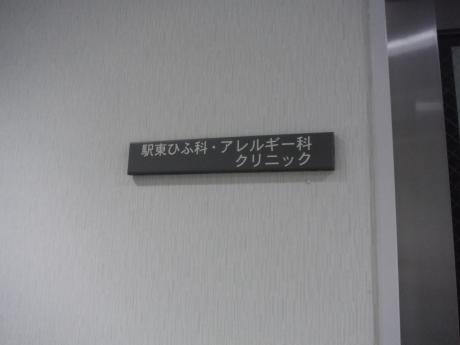 駅東ひふ科・アレルギー科
クリニック